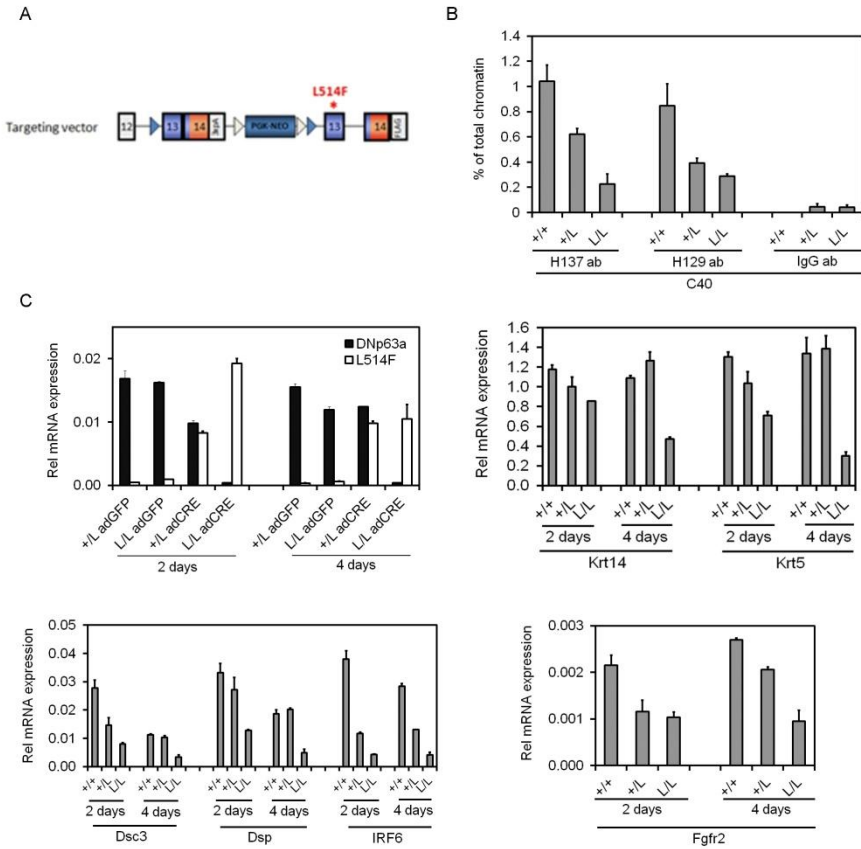 A
L514F
*
Targeting vector
12
13
14
PGK-NEO
13
14
FLAG
B
% of total chromatin
1.4
1.2
1
0.8
0.6
0.4
0.2
0
+/+
+/L
L/L
+/+
+/L
L/L
+/+
+/L
L/L
H137 ab
H129 ab
IgG ab
C40
C
Rel mRNA expression
0.02
0.01
0.00
DNp63a
L514F
+/L adGFP
L/L adGFP
+/L adCRE
L/L adCRE
+/L adGFP
L/L adGFP
+/L adCRE
L/L adCRE
2 days
4 days
Rel mRNA expression
1.6
1.4
1.2
1.0
0.8
0.6
0.4
0.2
0.0
+/+
+/L
L/L
+/+
+/L
L/L
+/+
+/L
L/L
+/+
+/L
L/L
2 days
4 days
2 days
4 days
Krt14
Krt5
Rel mRNA expression
0.05
0.04
0.03
0.02
0.01
0.00
+/+
+/L
L/L
+/+
+/L
L/L
+/+
+/L
L/L
+/+
+/L
L/L
+/+
+/L
L/L
+/+
+/L
L/L
2 days
4 days
2 days
4 days
2 days
4 days
Dsc3
Dsp
IRF6
Rel mRNA expression
0.003
0.002
0.001
0.000
+/+
+/L
L/L
+/+
+/L
L/L
2 days
4 days
Fgfr2